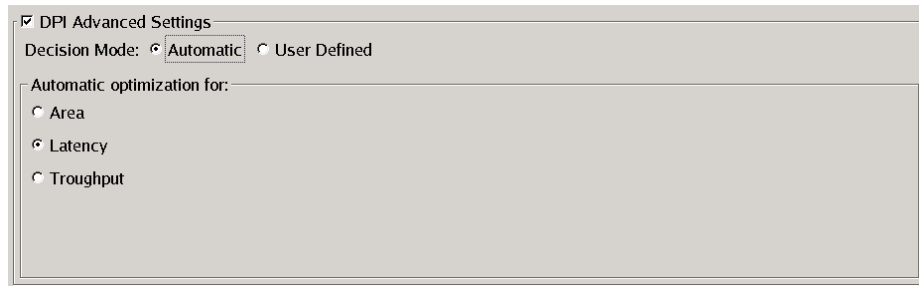 DPI Advanced Settings
Decision Mode: Automatic User Defined
Automatic optimization for:
Area
Latency
Troughput